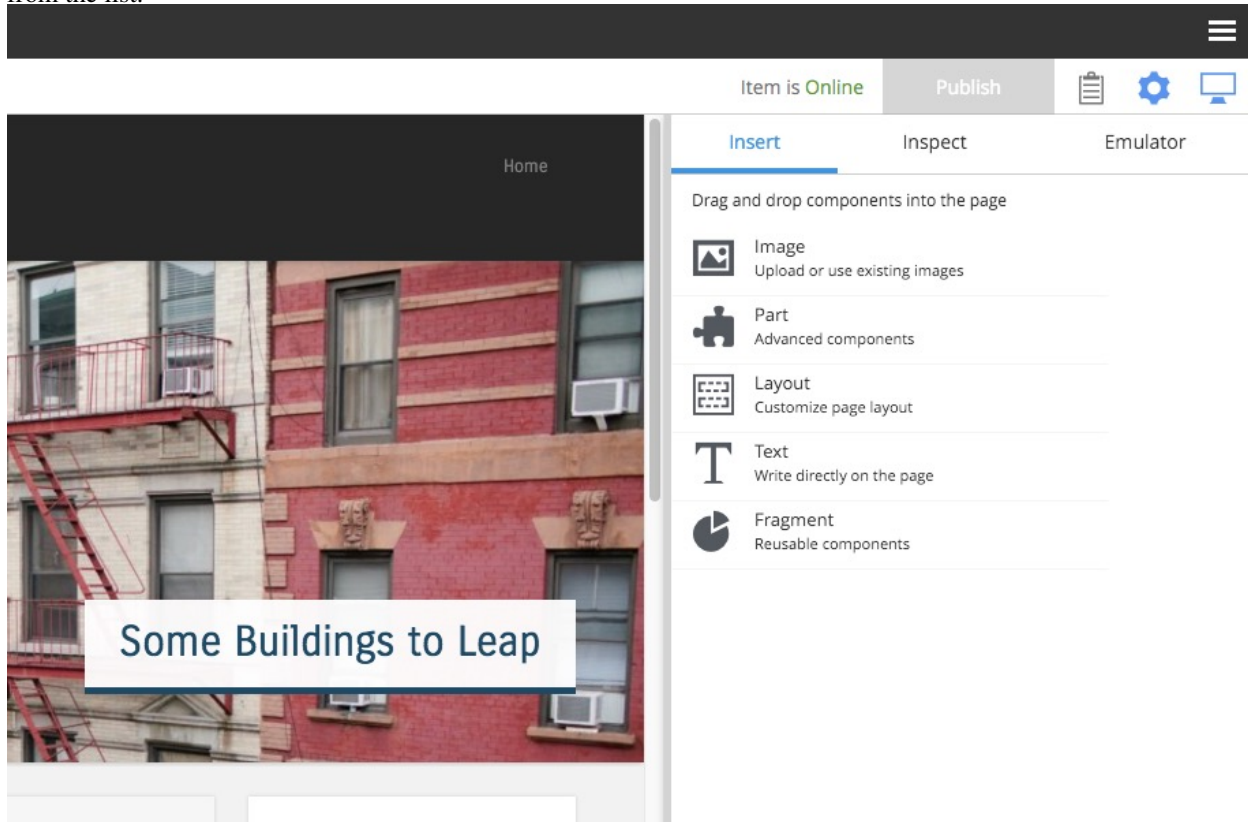 from the list.
Item is Online
Publish
Insert
Inspect
Emulator
Home
Drag and drop components into the page
Image
Upload or use existing images
Part
Advanced components
Layout
Customize page layout
Text
Write directly on the page
Fragment
Reusable components
Some Buildings to Leap